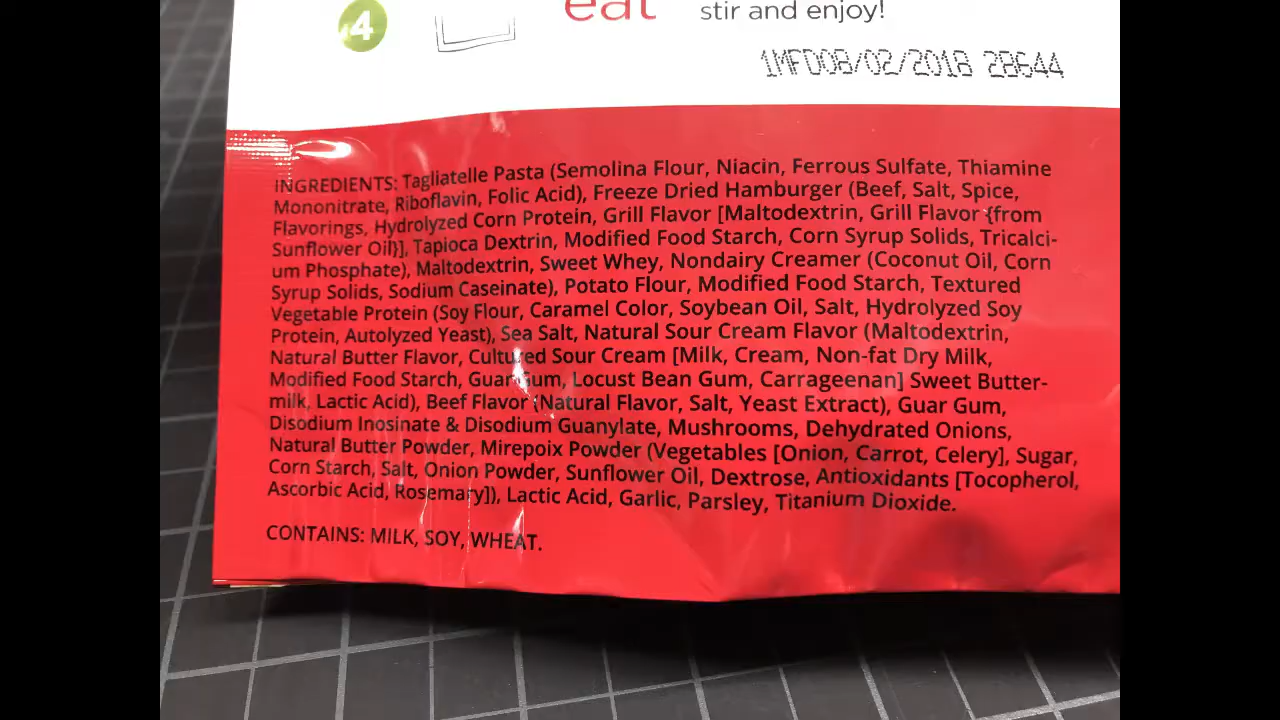 4
eat
stir and enjoy!
1MFD08/02/2018 2B644
INGREDIENTS: Tagliatelle Pasta (Semolina Flour, Niacin, Ferrous Sulfate, Thiamine
Mononitrate, Riboflavin, Folic Acid), Freeze Dried Hamburger (Beef, Salt, Spice,
Flavorings, Hydrolyzed Corn Protein, Grill Flavor [Maltodextrin, Grill Flavor {from
Sunflower Oil}], Tapioca Dextrin, Modified Food Starch, Corn Syrup Solids, Tricalci-
um Phosphate), Maltodextrin, Sweet Whey, Nondairy Creamer (Coconut Oil, Corn
Syrup Solids, Sodium Caseinate), Potato Flour, Modified Food Starch, Textured
Vegetable Protein (Soy Flour, Caramel Color, Soybean Oil, Salt, Hydrolyzed Soy
Protein, Autolyzed Yeast), Sea Salt, Natural Sour Cream Flavor (Maltodextrin,
Natural Butter Flavor, Cultured Sour Cream [Milk, Cream, Non-fat Dry Milk,
Modified Food Starch, Guar Gum, Locust Bean Gum, Carrageenan] Sweet Butter-
milk, Lactic Acid), Beef Flavor (Natural Flavor, Salt, Yeast Extract), Guar Gum,
Disodium Inosinate & Disodium Guanylate, Mushrooms, Dehydrated Onions,
Natural Butter Powder, Mirepoix Powder (Vegetables [Onion, Carrot, Celery], Sugar,
Corn Starch, Salt, Onion Powder, Sunflower Oil, Dextrose, Antioxidants [Tocopherol,
Ascorbic Acid, Rosemary]), Lactic Acid, Garlic, Parsley, Titanium Dioxide.
CONTAINS: MILK, SOY, WHEAT.